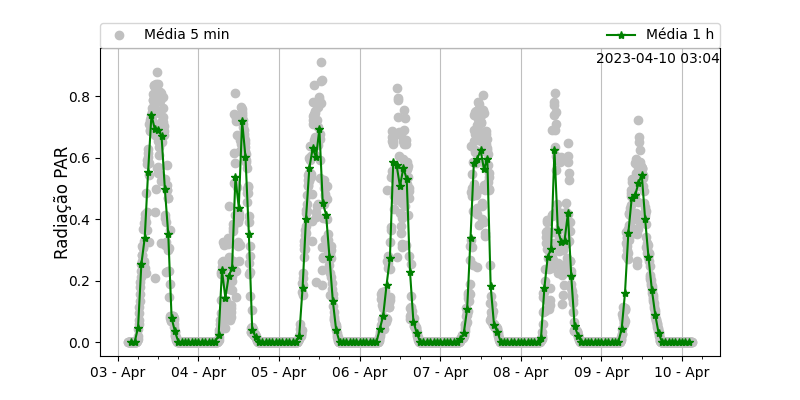 Média 5 min
Média 1 h
2023-04-10 03:04
Radiação PAR
0.8
0.6
0.4
0.2
0.0
03 - Apr
04 - Apr
05 - Apr
06 - Apr
07 - Apr
08 - Apr
09 - Apr
10 - Apr